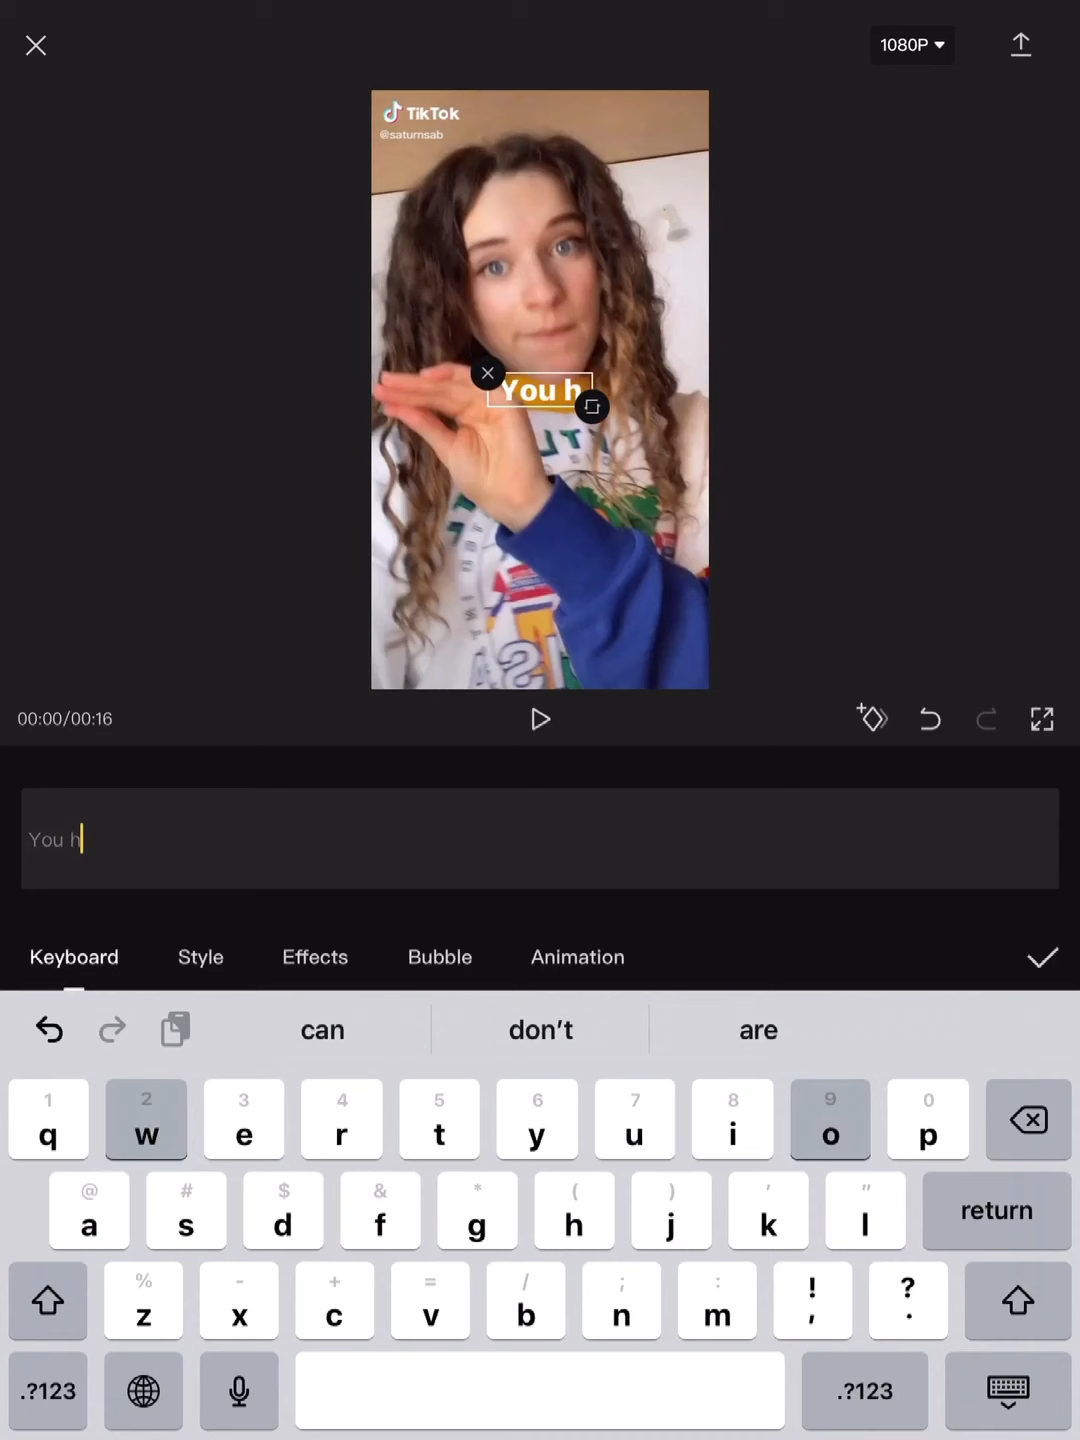 1080P
TikTok
@saturnsab
You h
00:00/00:16
You h
Keyboard Style Effects Bubble Animation
can don't are
1 2 3 4 5 6 7 8 9 0
q w e r t y u i o p
@ # $ & * ( ) ' "
a s d f g h j k l return
% - + = / ; : ! ?
z x c v b n m , .
.?123 .?123